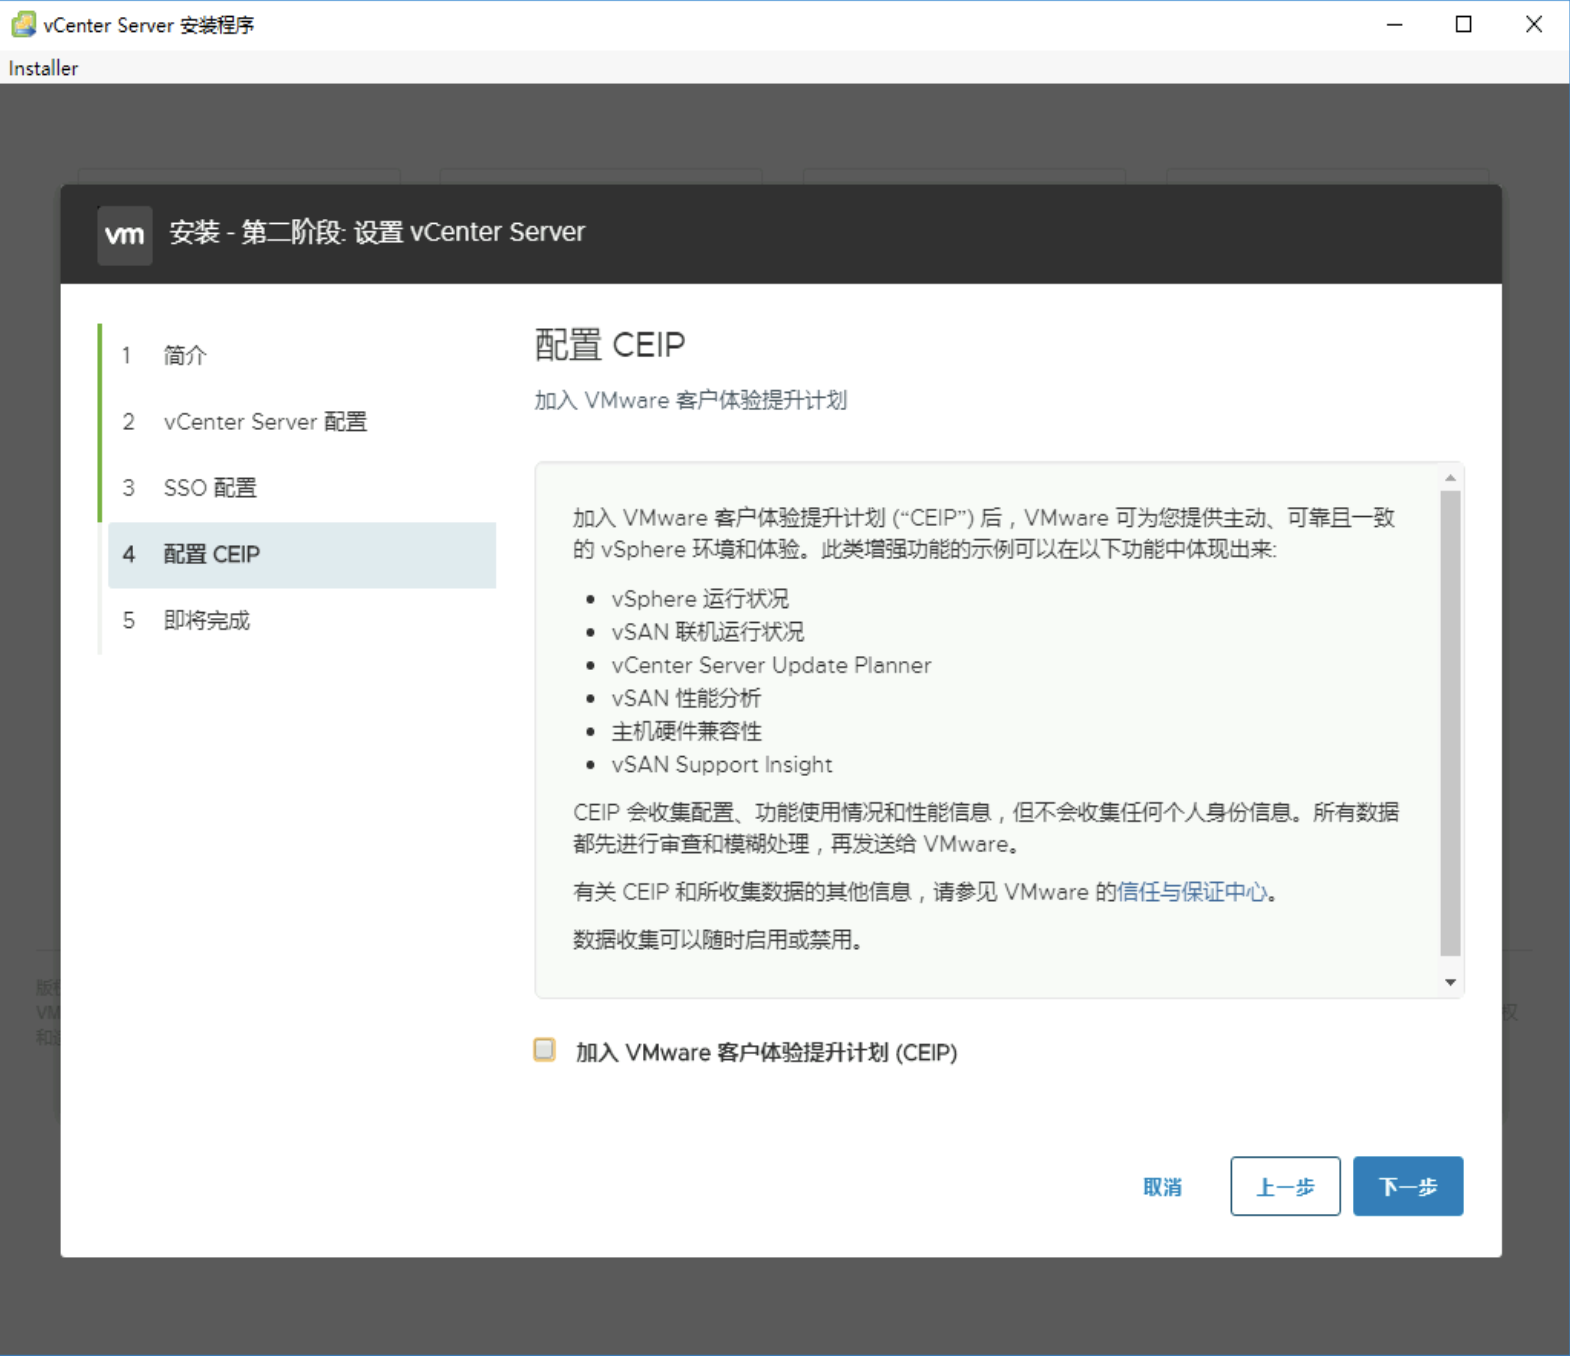 vCenter Server 安装程序
Installer
vm 安装 - 第二阶段: 设置 vCenter Server
1 简介
2 vCenter Server 配置
3 SSO 配置
4 配置 CEIP
5 即将完成
配置 CEIP
加入 VMware 客户体验提升计划
加入 VMware 客户体验提升计划 (“CEIP”) 后，VMware 可为您提供主动、可靠且一致
的 vSphere 环境和体验。此类增强功能的示例可以在以下功能中体现出来:
• vSphere 运行状况
• vSAN 联机运行状况
• vCenter Server Update Planner
• vSAN 性能分析
• 主机硬件兼容性
• vSAN Support Insight
CEIP 会收集配置、功能使用情况和性能信息，但不会收集任何个人身份信息。所有数据
都先进行审查和模糊处理，再发送给 VMware。
有关 CEIP 和所收集数据的其他信息，请参见 VMware 的信任与保证中心。
数据收集可以随时启用或禁用。
加入 VMware 客户体验提升计划 (CEIP)
取消
上一步
下一步